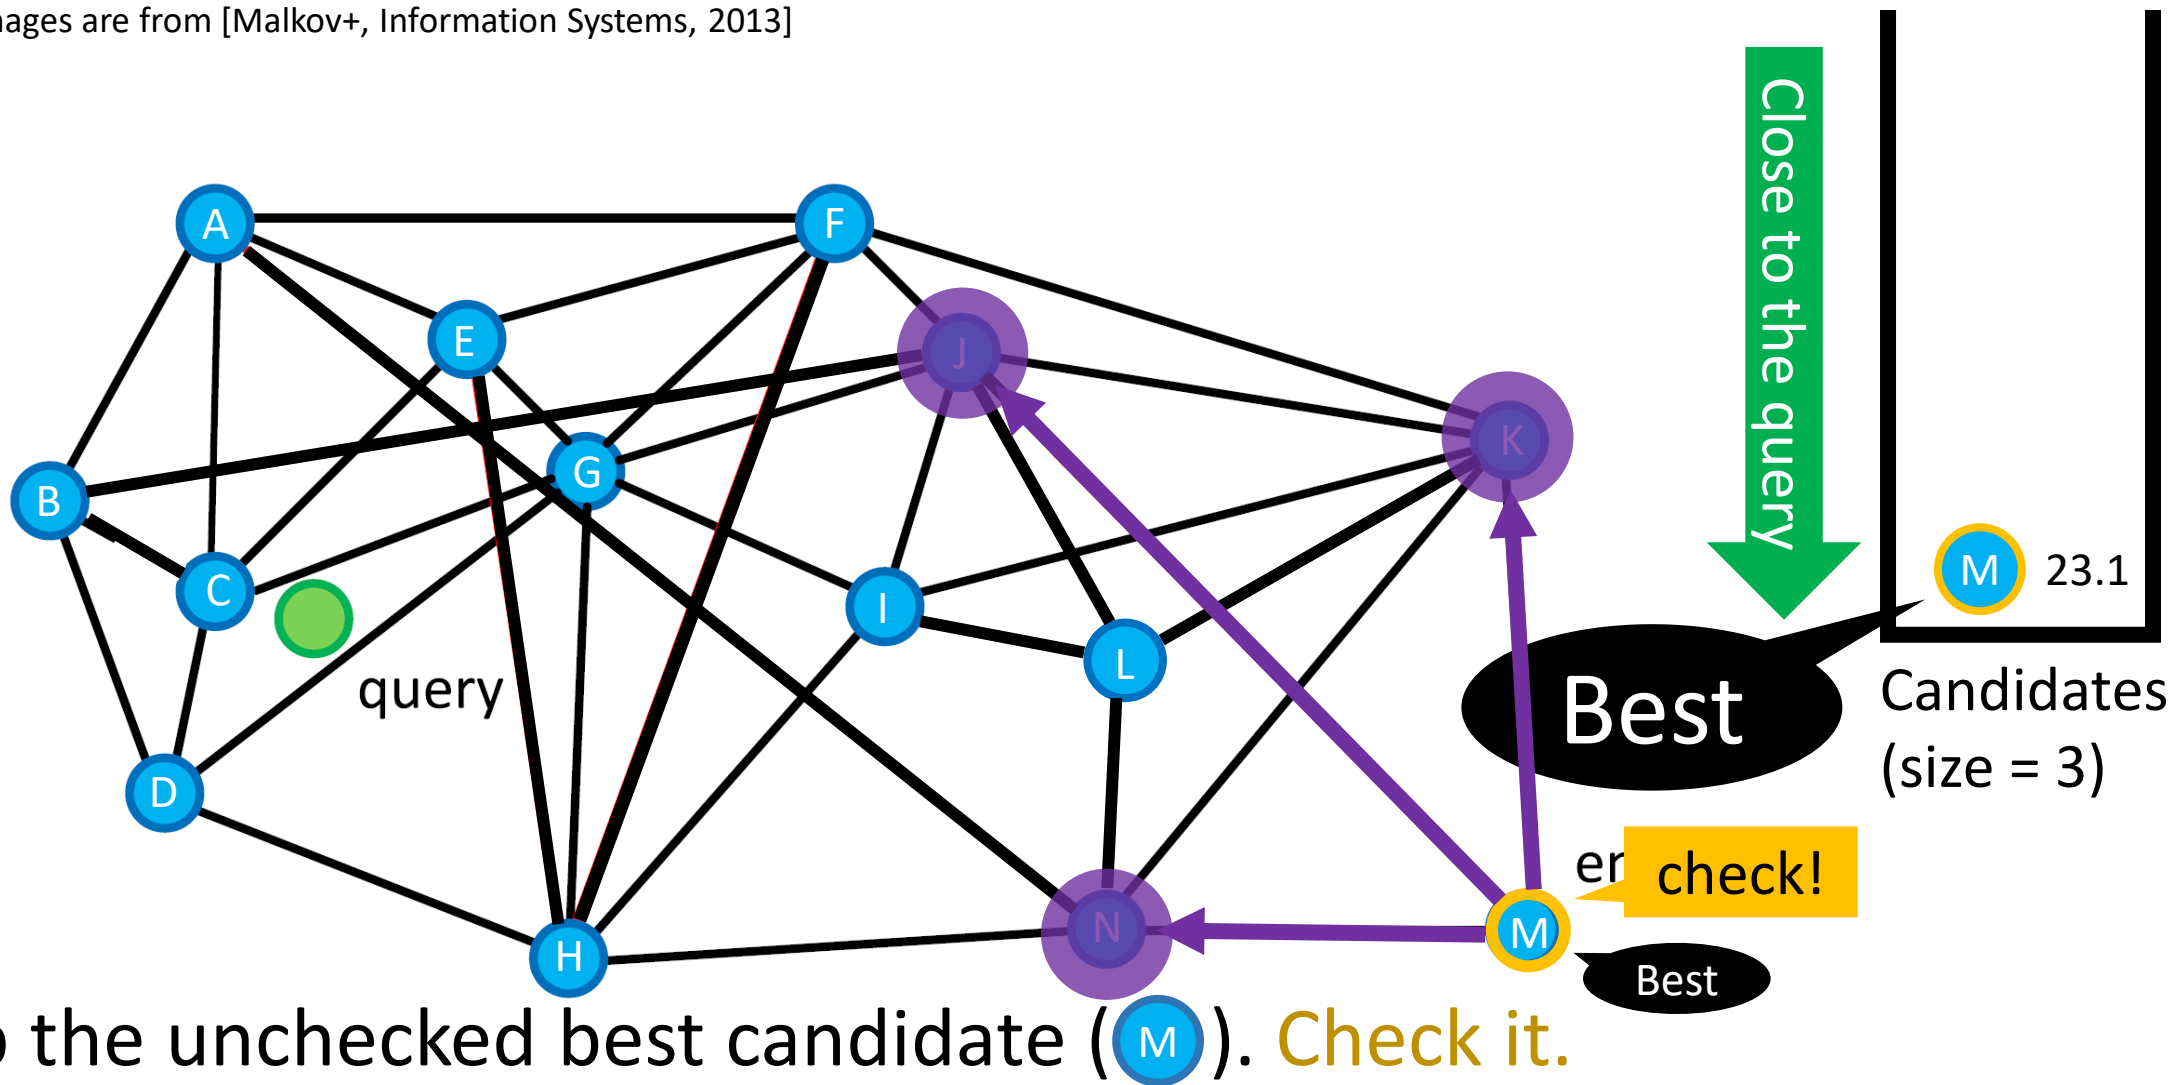 are from [Malkov+, Information Systems, 2013]
Close to the query
A
F
E
J
K
G
B
C
query
I
L
D
H
N
M
M 23.1
Best
Candidates
(size = 3)
check!
Best
the unchecked best candidate (M). Check it.